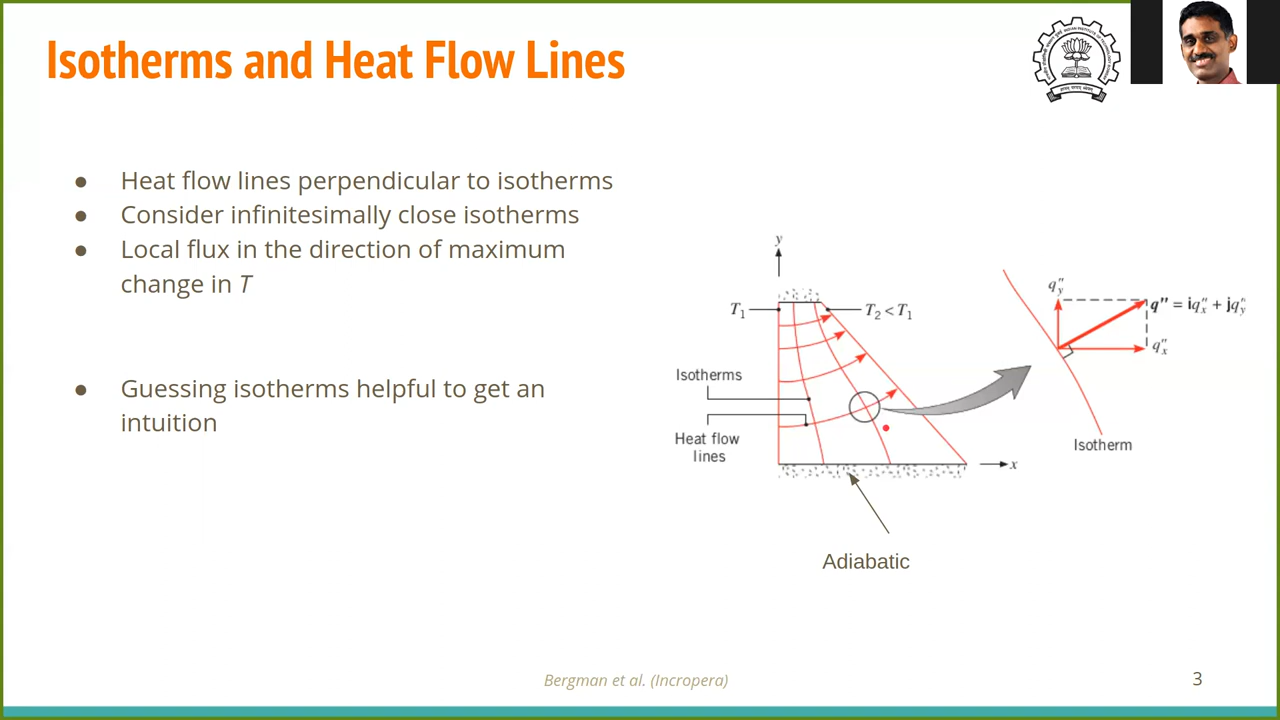 Isotherms and Heat Flow Lines
● Heat flow lines perpendicular to isotherms
● Consider infinitesimally close isotherms
● Local flux in the direction of maximum
change in T
● Guessing isotherms helpful to get an
intuition
y
T₁
T₂ < T₁
Isotherms
Heat flow
lines
x
q″y
q″ = iq″x + jq″y
q″x
Isotherm
Adiabatic
Bergman et al. (Incropera)
3